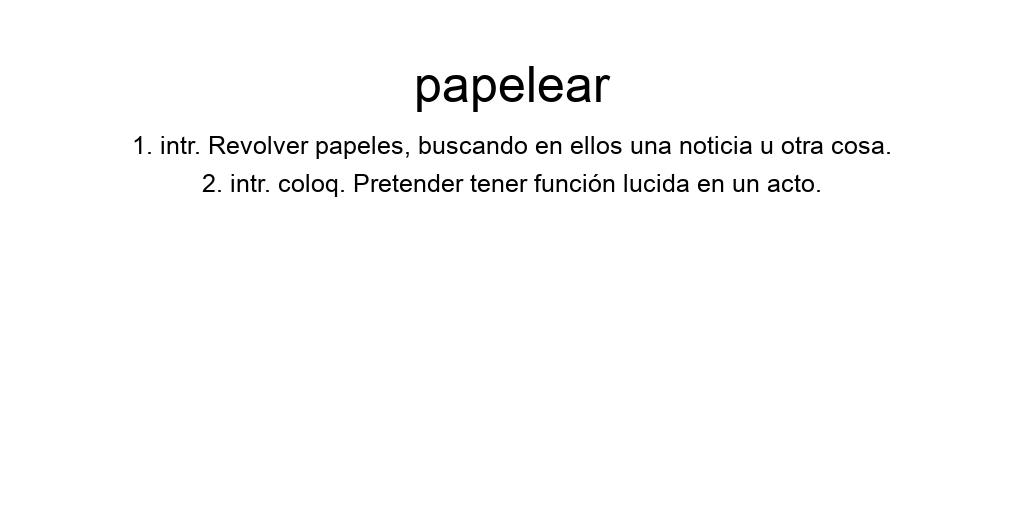 papelear
1. intr. Revolver papeles, buscando en ellos una noticia u otra cosa.
2. intr. coloq. Pretender tener función lucida en un acto.